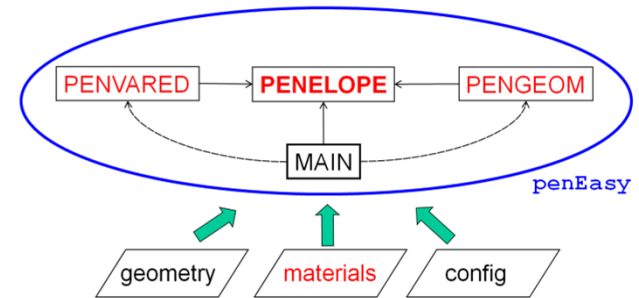 PENVARED
PENELOPE
PENGEOM
MAIN
penEasy
geometry
materials
config